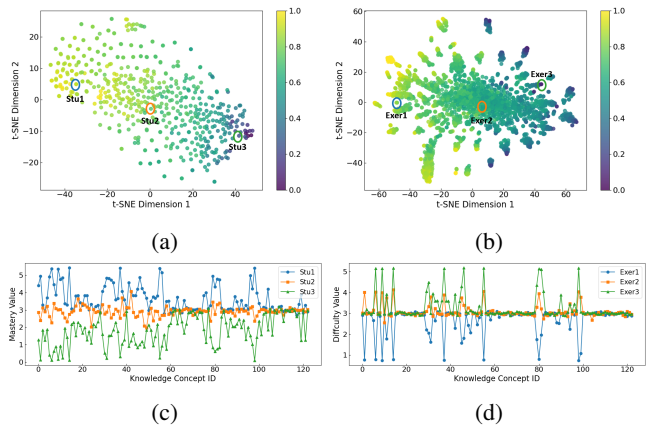 1.0
0.8
0.6
0.4
0.2
0.0
20
10
0
−10
−20
t-SNE Dimension 2
Stu1
Stu2
Stu3
−40 −20 0 20 40
t-SNE Dimension 1
(a)
1.0
0.8
0.6
0.4
0.2
0.0
60
40
20
0
−20
−40
t-SNE Dimension 2
Exer1
Exer2
Exer3
−60 −40 −20 0 20 40 60
t-SNE Dimension 1
(b)
5
4
3
2
1
0
Mastery Value
Stu1
Stu2
Stu3
0 20 40 60 80 100 120
Knowledge Concept ID
(c)
5
4
3
2
1
Diffcuity Value
Exer1
Exer2
Exer3
0 20 40 60 80 100 120
Knowledge Concept ID
(d)